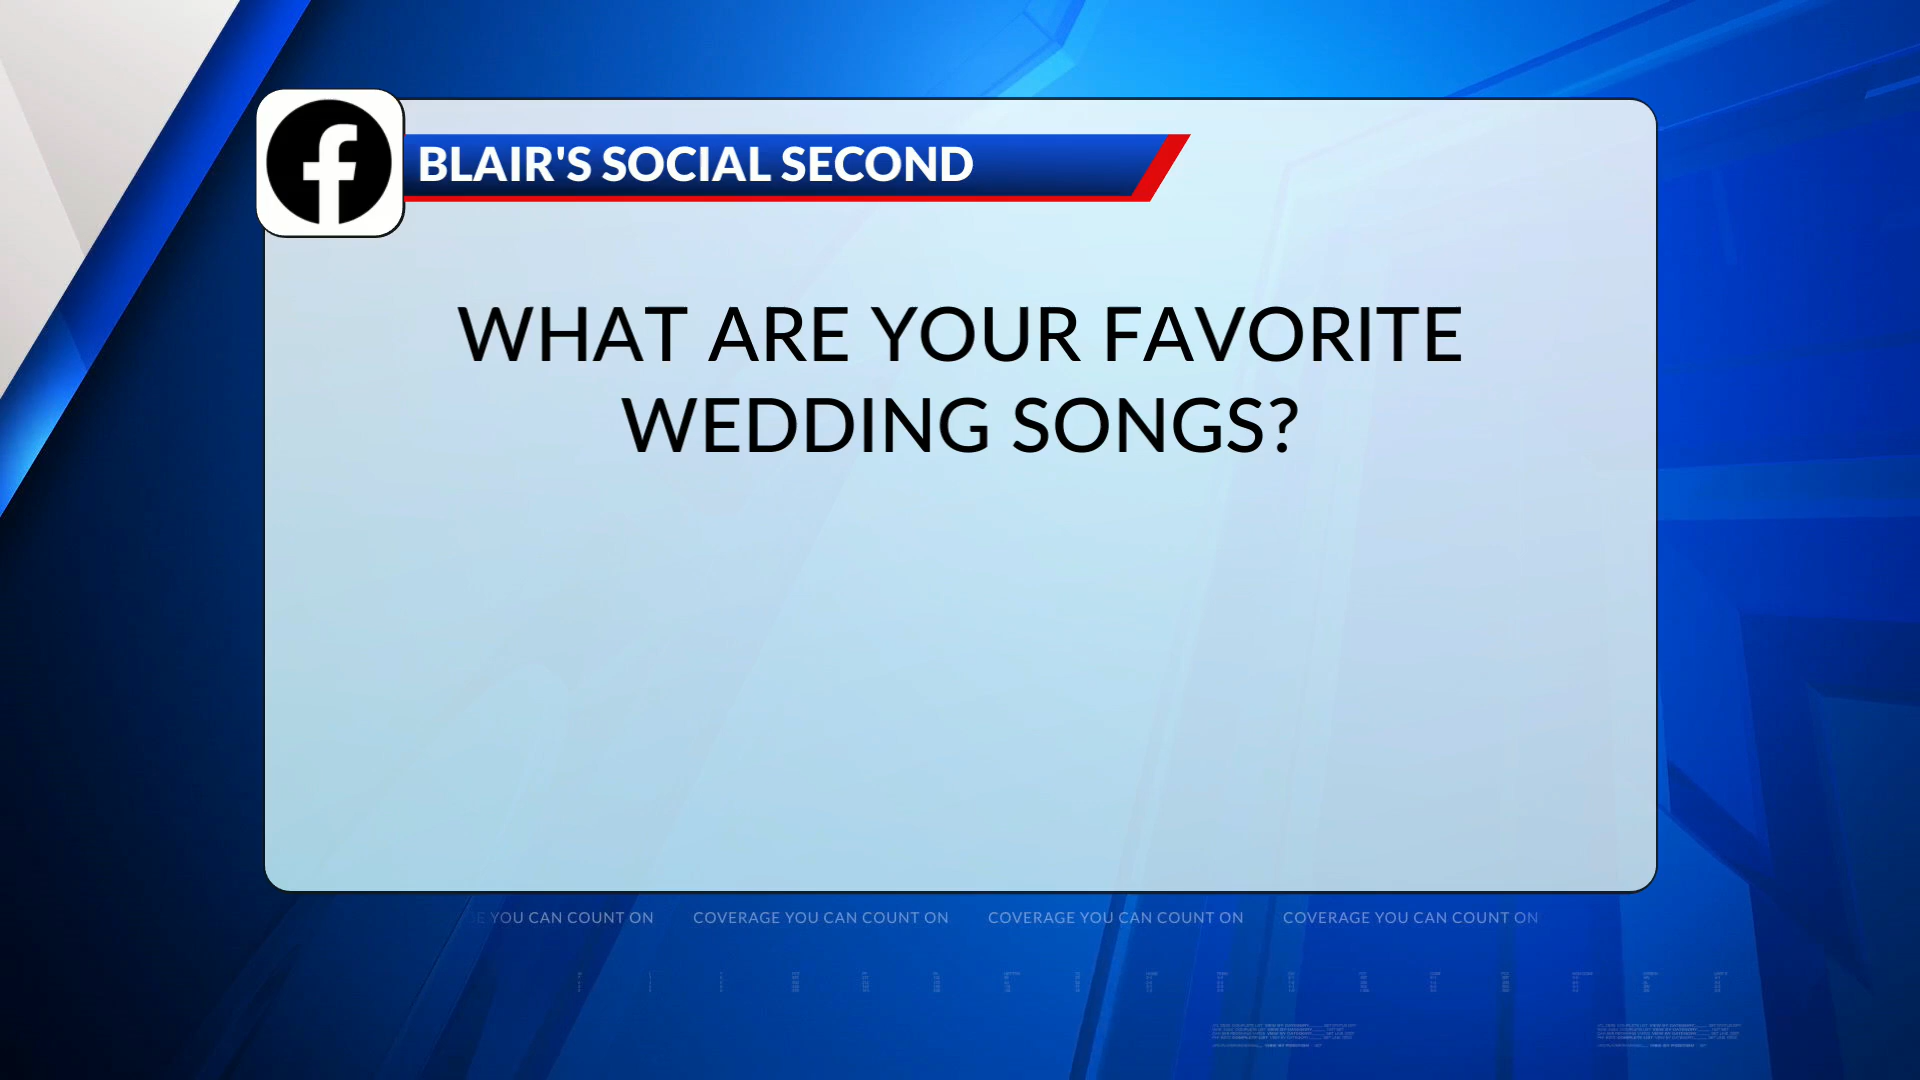 BLAIR'S SOCIAL SECOND
WHAT ARE YOUR FAVORITE
WEDDING SONGS?
YOU CAN COUNT ON COVERAGE YOU CAN COUNT ON COVERAGE YOU CAN COUNT ON COVERAGE YOU CAN COUNT ON